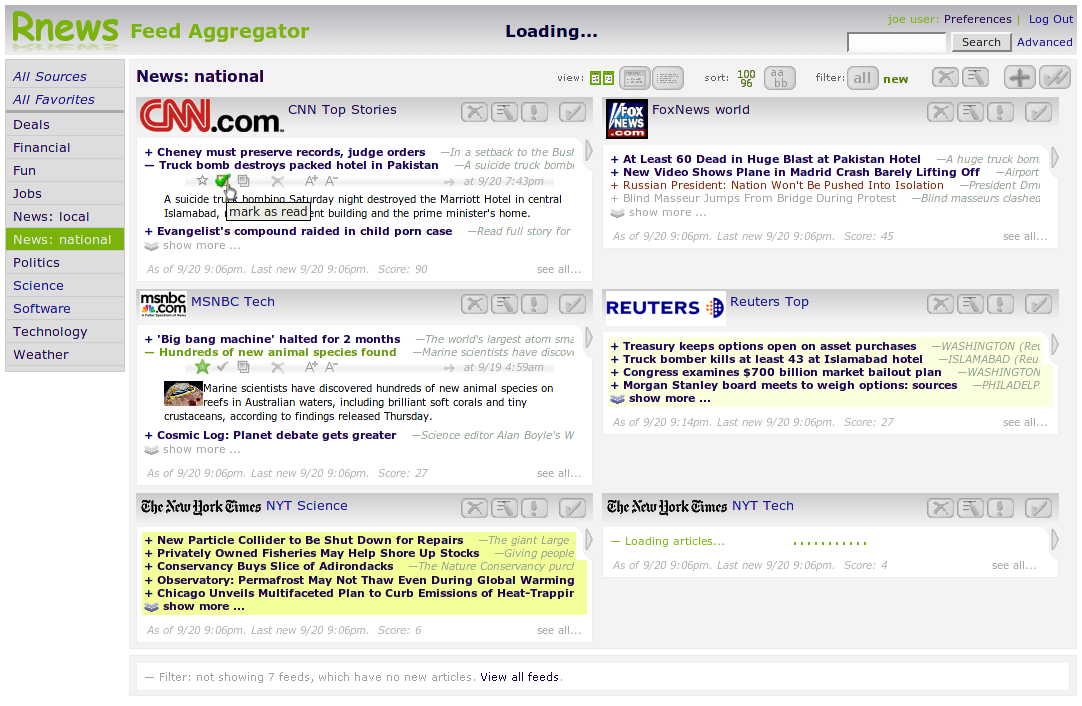 Rnews Feed Aggregator
Loading...
joe user: Preferences | Log Out
Search Advanced
All Sources
All Favorites
Deals
Financial
Fun
Jobs
News: local
News: national
Politics
Science
Software
Technology
Weather
News: national
view: sort: 100 96 aa bb filter: all new
CNN.com CNN Top Stories
+ Cheney must preserve records, judge orders —In a setback to the Busl
— Truck bomb destroys packed hotel in Pakistan —A suicide truck bombi
A+ A− → at 9/20 7:43pm
A suicide truck bombing Saturday night destroyed the Marriott Hotel in central
Islamabad, ent building and the prime minister's home.
mark as read
+ Evangelist's compound raided in child porn case —Read full story for
show more ...
As of 9/20 9:06pm. Last new 9/20 9:06pm. Score: 90 see all...
FOX NEWS .com FoxNews world
+ At Least 60 Dead in Huge Blast at Pakistan Hotel —A huge truck bom.
+ New Video Shows Plane in Madrid Crash Barely Lifting Off —Airport
+ Russian President: Nation Won't Be Pushed Into Isolation —President Dmi
+ Blind Masseur Jumps From Bridge During Protest —Blind masseurs clashed
show more ...
As of 9/20 9:06pm. Last new 9/20 9:06pm. Score: 45 see all...
msnbc .com A Fuller Spectrum of News MSNBC Tech
+ 'Big bang machine' halted for 2 months —The world's largest atom sma
— Hundreds of new animal species found —Marine scientists have discove
A+ A− → at 9/19 4:59am
Marine scientists have discovered hundreds of new animal species on
reefs in Australian waters, including brilliant soft corals and tiny
crustaceans, according to findings released Thursday.
+ Cosmic Log: Planet debate gets greater —Science editor Alan Boyle's W
show more ...
As of 9/20 9:06pm. Last new 9/20 9:06pm. Score: 27 see all...
REUTERS Reuters Top
+ Treasury keeps options open on asset purchases —WASHINGTON (Reu
+ Truck bomber kills at least 43 at Islamabad hotel —ISLAMABAD (Reu
+ Congress examines $700 billion market bailout plan —WASHINGTON
+ Morgan Stanley board meets to weigh options: sources —PHILADELP.
show more ...
As of 9/20 9:14pm. Last new 9/20 9:06pm. Score: 27 see all...
The New York Times NYT Science
+ New Particle Collider to Be Shut Down for Repairs —The giant Large
+ Privately Owned Fisheries May Help Shore Up Stocks —Giving people
+ Conservancy Buys Slice of Adirondacks —The Nature Conservancy purcl
+ Observatory: Permafrost May Not Thaw Even During Global Warming
+ Chicago Unveils Multifaceted Plan to Curb Emissions of Heat-Trappin
show more ...
As of 9/20 9:06pm. Last new 9/20 9:06pm. Score: 6 see all...
The New York Times NYT Tech
— Loading articles... ...........
As of 9/20 9:06pm. Last new 9/20 9:06pm. Score: 4 see all...
— Filter: not showing 7 feeds, which have no new articles. View all feeds.